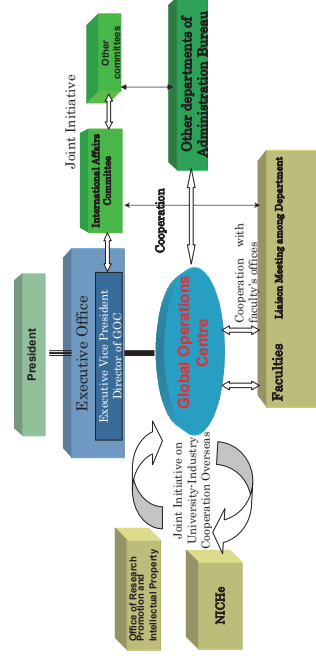 President
Executive Office
Executive Vice President
Director of GOC
International Affairs
Committee
Joint Initiative
Other
committees
Other departments of
Administration Bureau
Cooperation
Global Operations
Centre
Office of Research
Promotion and
Intellectual Property
NICHe
Joint Initiative on
University-Industry
Cooperation Overseas
Cooperation with
faculty's offices
Faculties
Liaison Meeting among Department